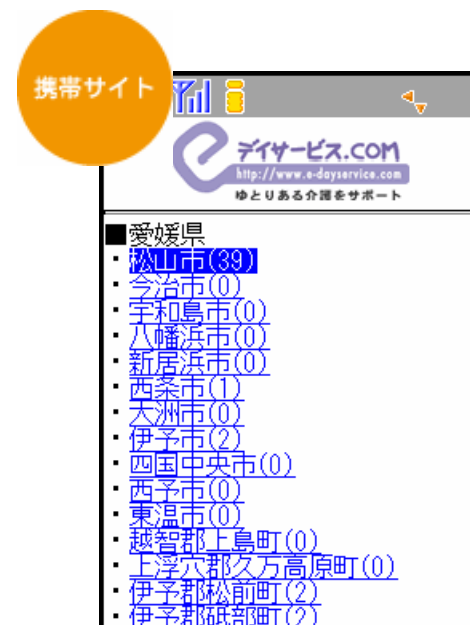 携帯サイト
デイサービス.COM
http://www.e-dayservice.com
ゆとりある介護をサポート
■愛媛県
・松山市(39)
・今治市(0)
・宇和島市(0)
・八幡浜市(0)
・新居浜市(0)
・西条市(1)
・大洲市(0)
・伊予市(2)
・四国中央市(0)
・西予市(0)
・東温市(0)
・越智郡上島町(0)
・上浮穴郡久万高原町(0)
・伊予郡松前町(2)
・伊予郡砥部町(2)